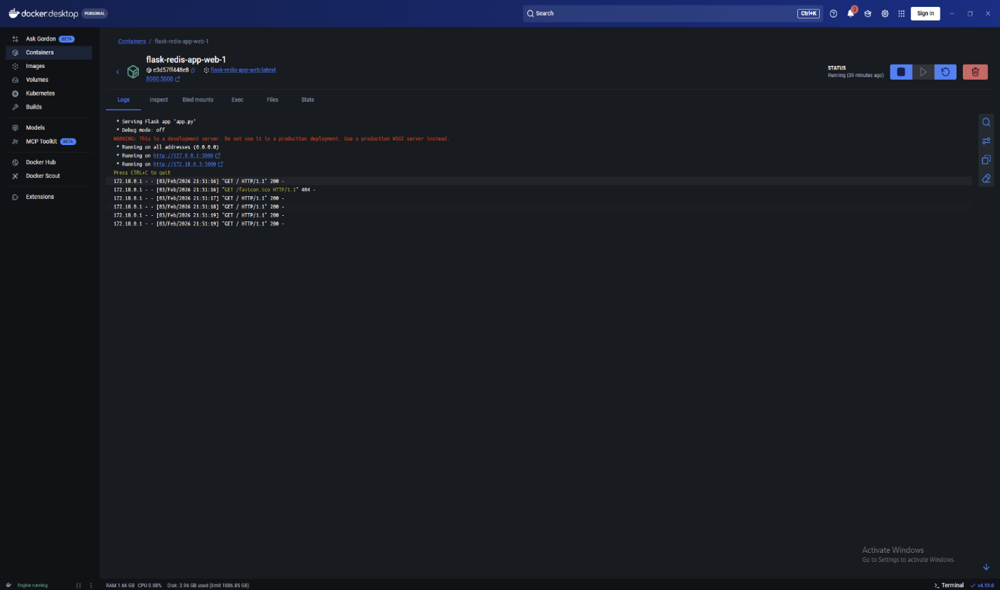 docker.desktop PERSONAL
Search Ctrl+K 2 Sign in
Ask Gordon BETA
Containers
Images
Volumes
Kubernetes
Builds
Models
MCP Toolkit BETA
Docker Hub
Docker Scout
Extensions
Containers / flask-redis-app-web-1
flask-redis-app-web-1
e3d57ff448e8 flask-redis-app-web:latest
8000:5000
STATUS
Running (39 minutes ago)
Logs Inspect Bind mounts Exec Files Stats
* Serving Flask app 'app.py'
* Debug mode: off
WARNING: This is a development server. Do not use it in a production deployment. Use a production WSGI server instead.
* Running on all addresses (0.0.0.0)
* Running on http://127.0.0.1:5000
* Running on http://172.18.0.3:5000
Press CTRL+C to quit
172.18.0.1 - - [03/Feb/2026 21:51:16] "GET / HTTP/1.1" 200 -
172.18.0.1 - - [03/Feb/2026 21:51:16] "GET /favicon.ico HTTP/1.1" 404 -
172.18.0.1 - - [03/Feb/2026 21:51:17] "GET / HTTP/1.1" 200 -
172.18.0.1 - - [03/Feb/2026 21:51:18] "GET / HTTP/1.1" 200 -
172.18.0.1 - - [03/Feb/2026 21:51:19] "GET / HTTP/1.1" 200 -
172.18.0.1 - - [03/Feb/2026 21:51:19] "GET / HTTP/1.1" 200 -
Activate Windows
Go to Settings to activate Windows.
Engine running RAM 1.66 GB CPU 0.08% Disk: 3.96 GB used (limit 1006.85 GB) >_ Terminal v4.59.0